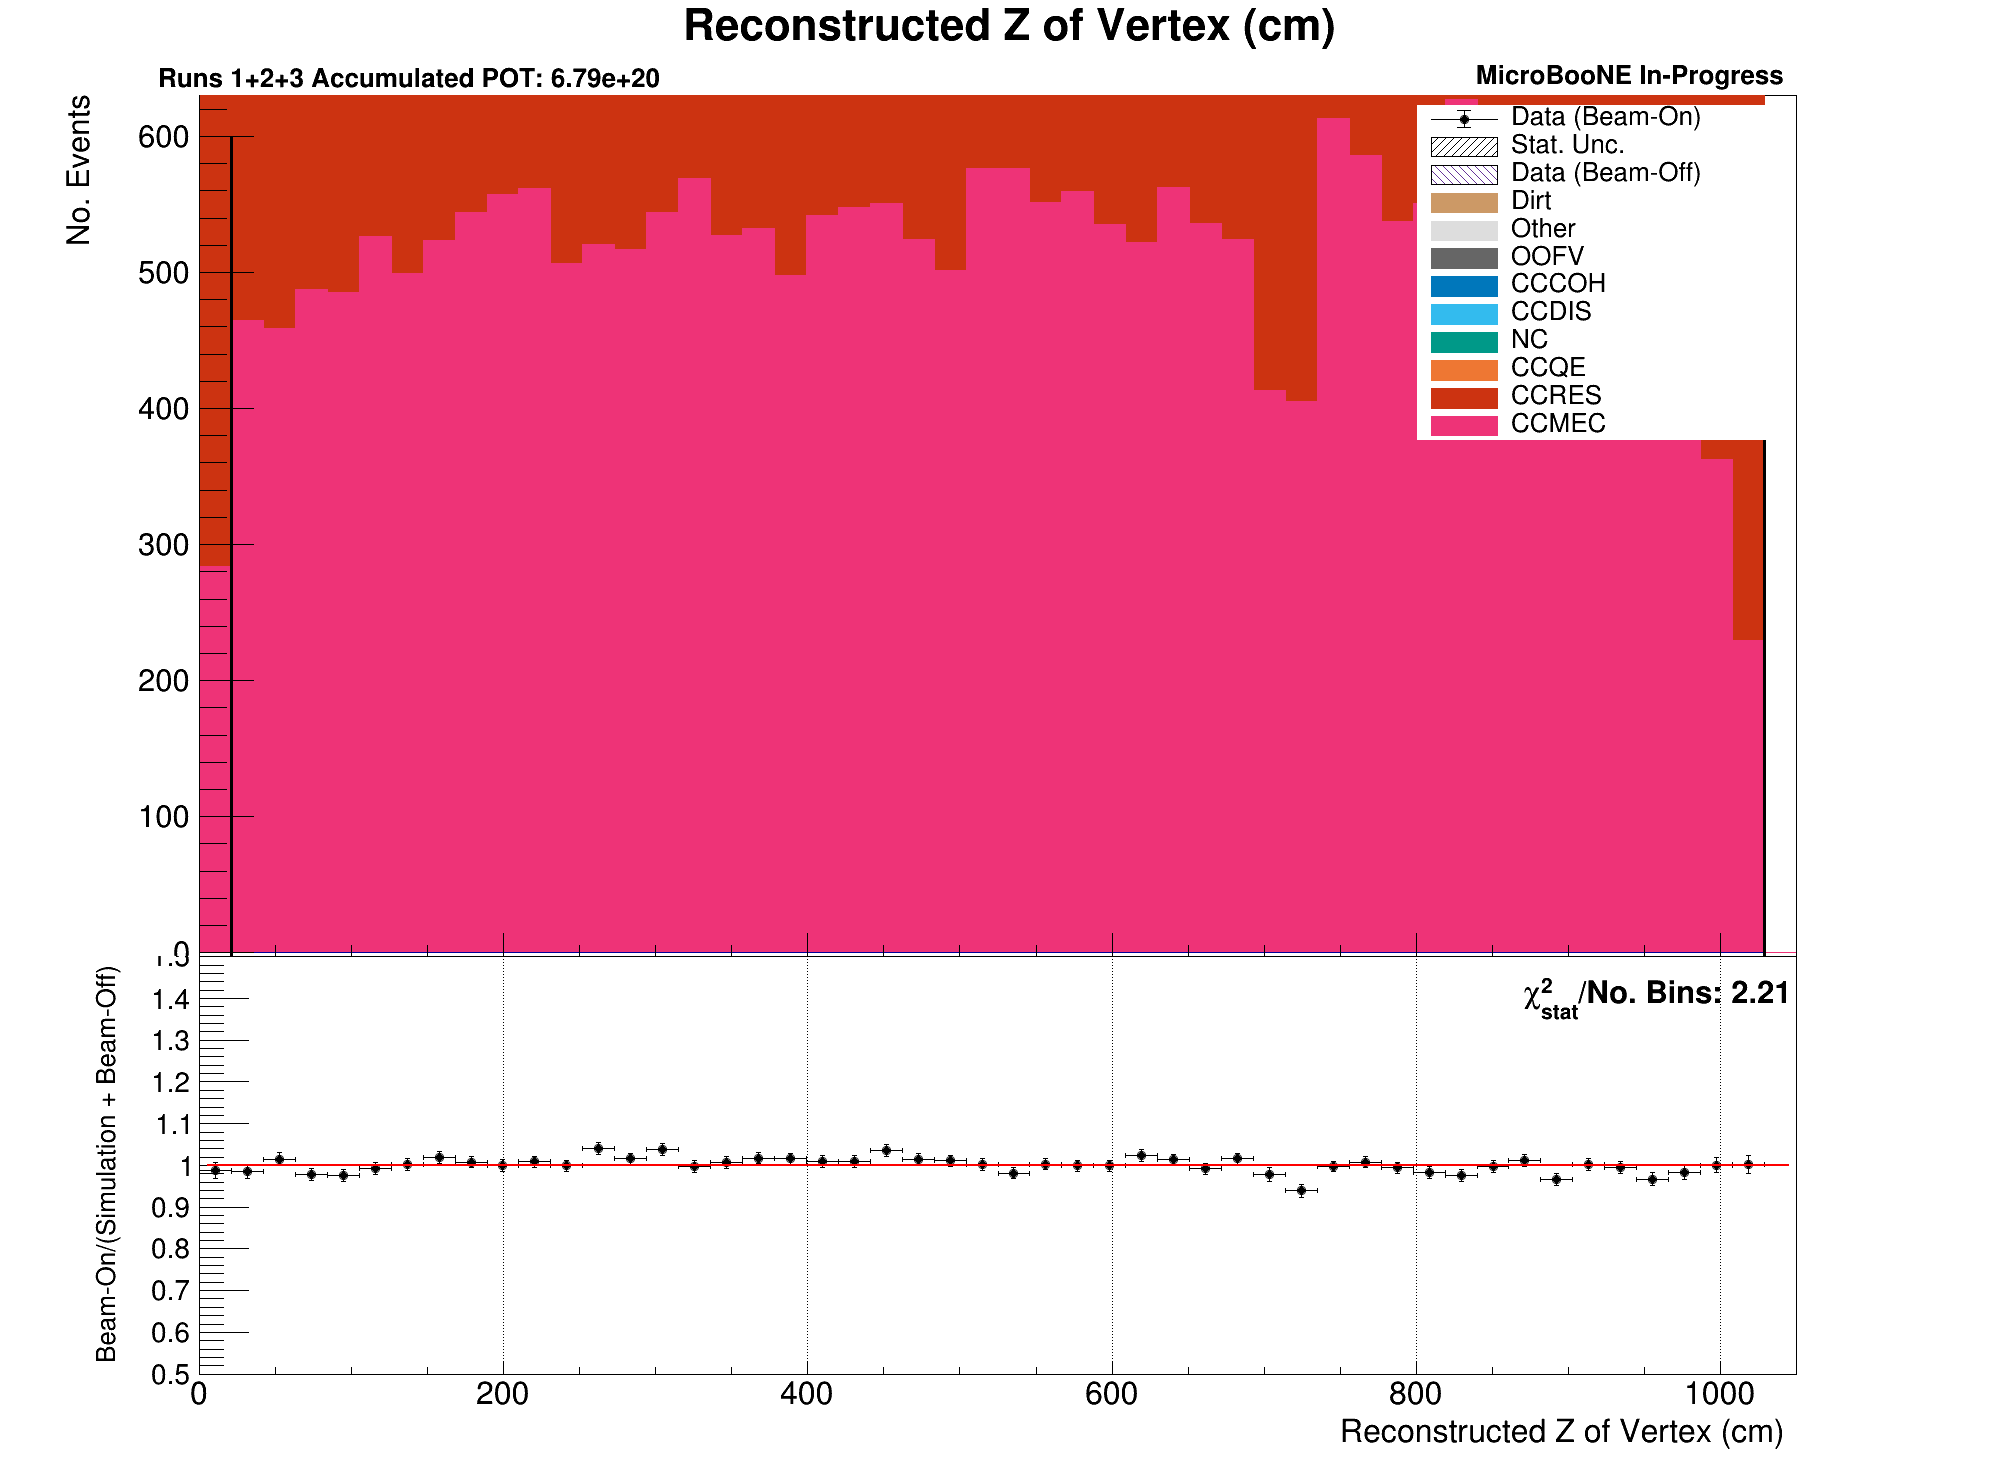 Reconstructed Z of Vertex (cm)
Runs 1+2+3 Accumulated POT: 6.79e+20
MicroBooNE In-Progress
No. Events
600
500
400
300
200
100
0
Data (Beam-On)
Stat. Unc.
Data (Beam-Off)
Dirt
Other
OOFV
CCCOH
CCDIS
NC
CCQE
CCRES
CCMEC
Beam-On/(Simulation + Beam-Off)
1.5
1.4
1.3
1.2
1.1
1
0.9
0.8
0.7
0.6
0.5
χ²stat/No. Bins: 2.21
0 200 400 600 800 1000
Reconstructed Z of Vertex (cm)